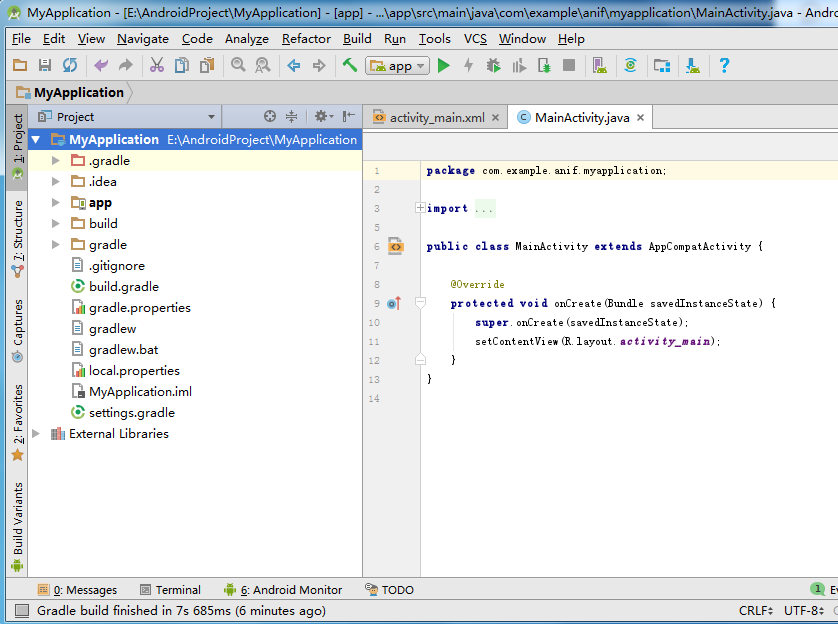 MyApplication - [E:\AndroidProject\MyApplication] - [app] - ...\app\src\main\java\com\example\anif\myapplication\MainActivity.java - Andro
File Edit View Navigate Code Analyze Refactor Build Run Tools VCS Window Help
app
MyApplication
Project
activity_main.xml
MainActivity.java
1: Project
7: Structure
Captures
2: Favorites
Build Variants
MyApplication E:\AndroidProject\MyApplication
.gradle
.idea
app
build
gradle
.gitignore
build.gradle
gradle.properties
gradlew
gradlew.bat
local.properties
MyApplication.iml
settings.gradle
External Libraries
1 package com.example.anif.myapplication;
2
3 import ...
5
6 public class MainActivity extends AppCompatActivity {
7
8 @Override
9 protected void onCreate(Bundle savedInstanceState) {
10 super.onCreate(savedInstanceState);
11 setContentView(R.layout.activity_main);
12 }
13 }
14
0: Messages Terminal 6: Android Monitor TODO 1
Gradle build finished in 7s 685ms (6 minutes ago) CRLF UTF-8